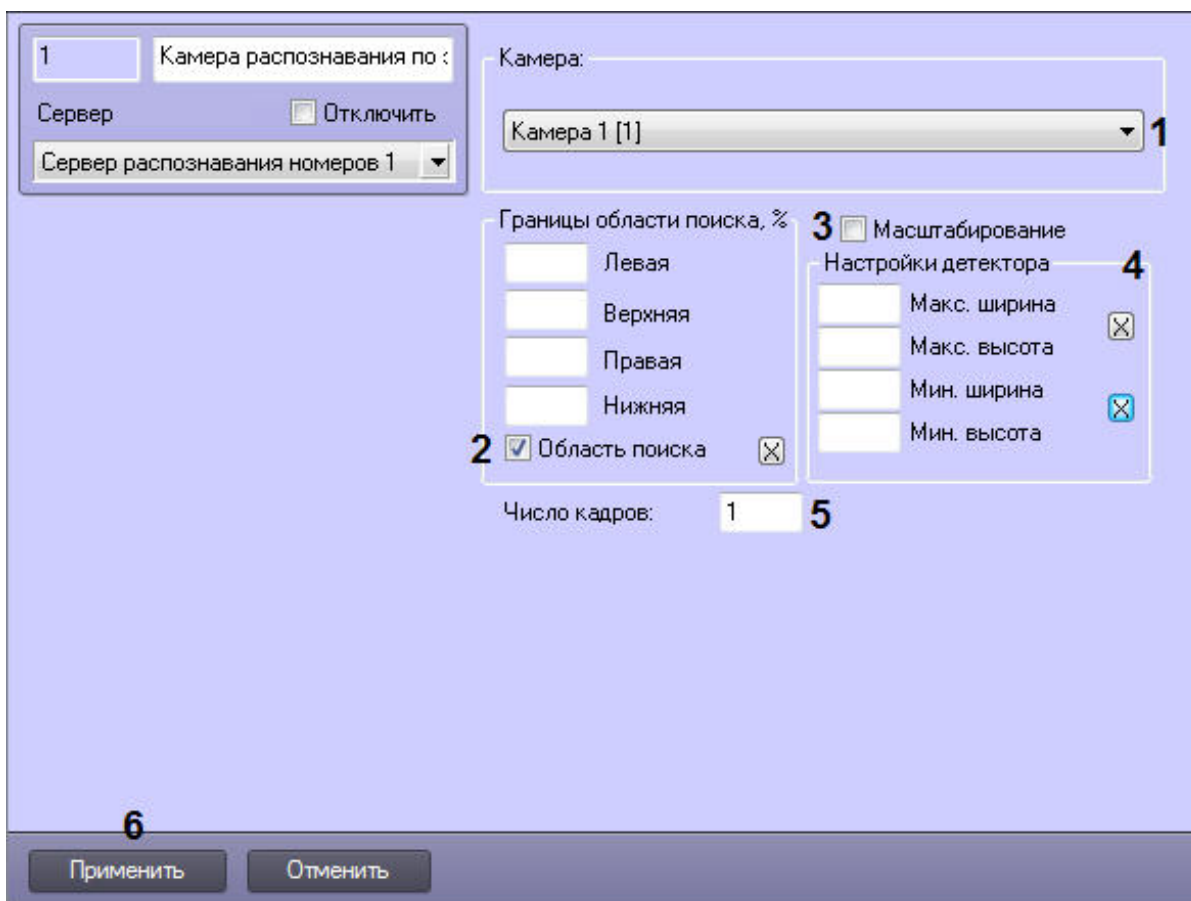 1
Камера распознавания по
Сервер
Отключить
Сервер распознавания номеров 1
Камера:
Камера 1 [1]
1
Границы области поиска, %
Левая
Верхняя
Правая
Нижняя
2
Область поиска
3
Масштабирование
Настройки детектора
4
Макс. ширина
Макс. высота
Мин. ширина
Мин. высота
Число кадров:
1
5
6
Применить
Отменить